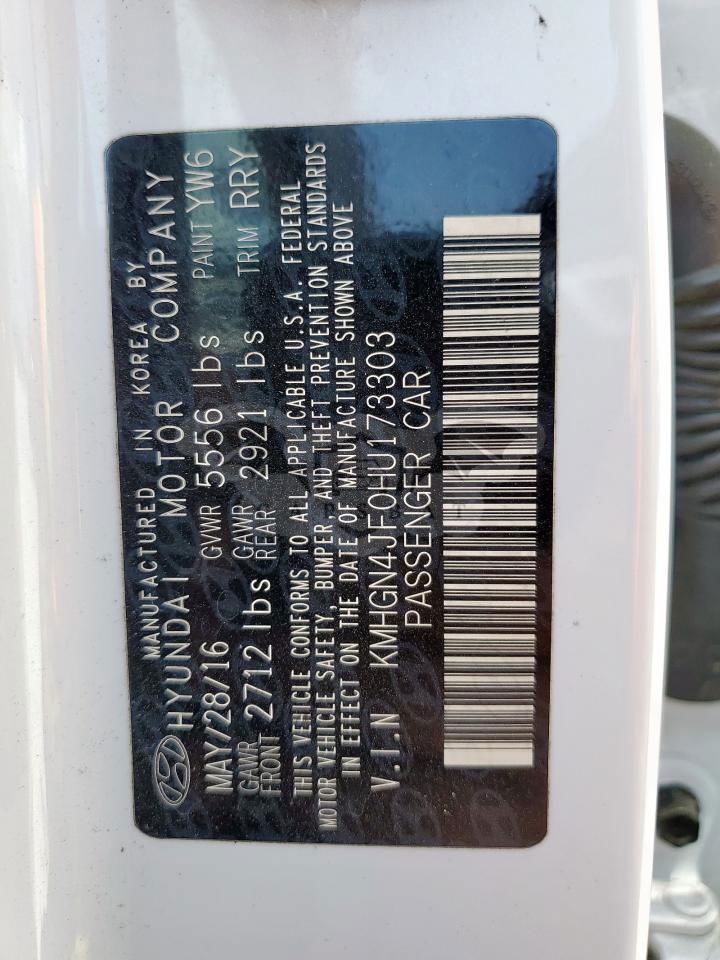 MANUFACTURED IN KOREA BY
HYUNDAI MOTOR COMPANY
MAY/28/16 GVWR 5556 lbs PAINT YW6
GAWR FRONT 2712 lbs GAWR REAR 2921 lbs TRIM RRY
THIS VEHICLE CONFORMS TO ALL APPLICABLE U.S.A. FEDERAL
MOTOR VEHICLE SAFETY, BUMPER, AND THEFT PREVENTION STANDARDS
IN EFFECT ON THE DATE OF MANUFACTURE SHOWN ABOVE
V.I.N KMHGN4JF0HU173303
PASSENGER CAR